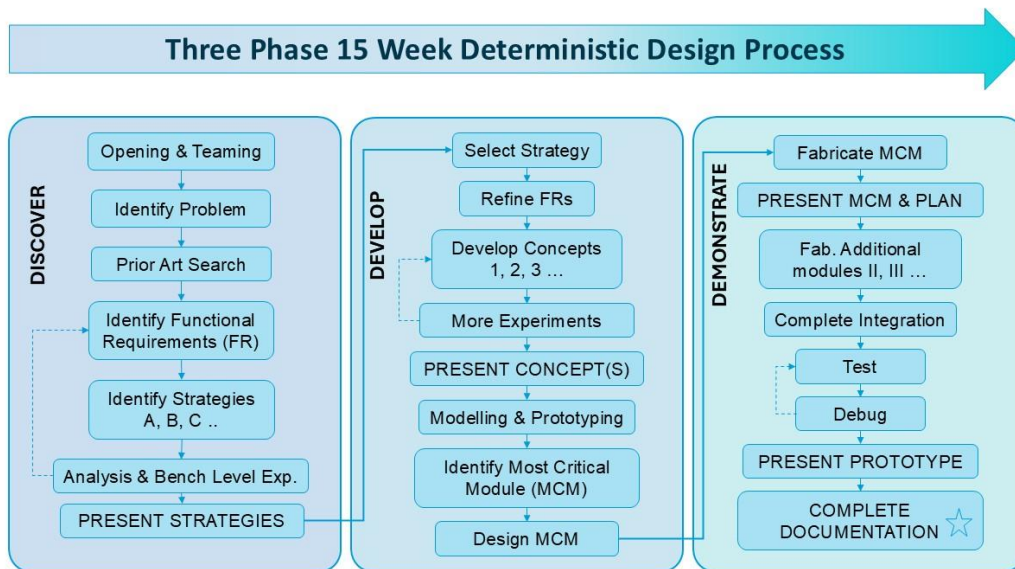 Three Phase 15 Week Deterministic Design Process
DISCOVER
Opening & Teaming
Identify Problem
Prior Art Search
Identify Functional
Requirements (FR)
Identify Strategies
A, B, C ..
Analysis & Bench Level Exp.
PRESENT STRATEGIES
DEVELOP
Select Strategy
Refine FRs
Develop Concepts
1, 2, 3 ...
More Experiments
PRESENT CONCEPT(S)
Modelling & Prototyping
Identify Most Critical
Module (MCM)
Design MCM
DEMONSTRATE
Fabricate MCM
PRESENT MCM & PLAN
Fab. Additional
modules II, III ...
Complete Integration
Test
Debug
PRESENT PROTOTYPE
COMPLETE
DOCUMENTATION